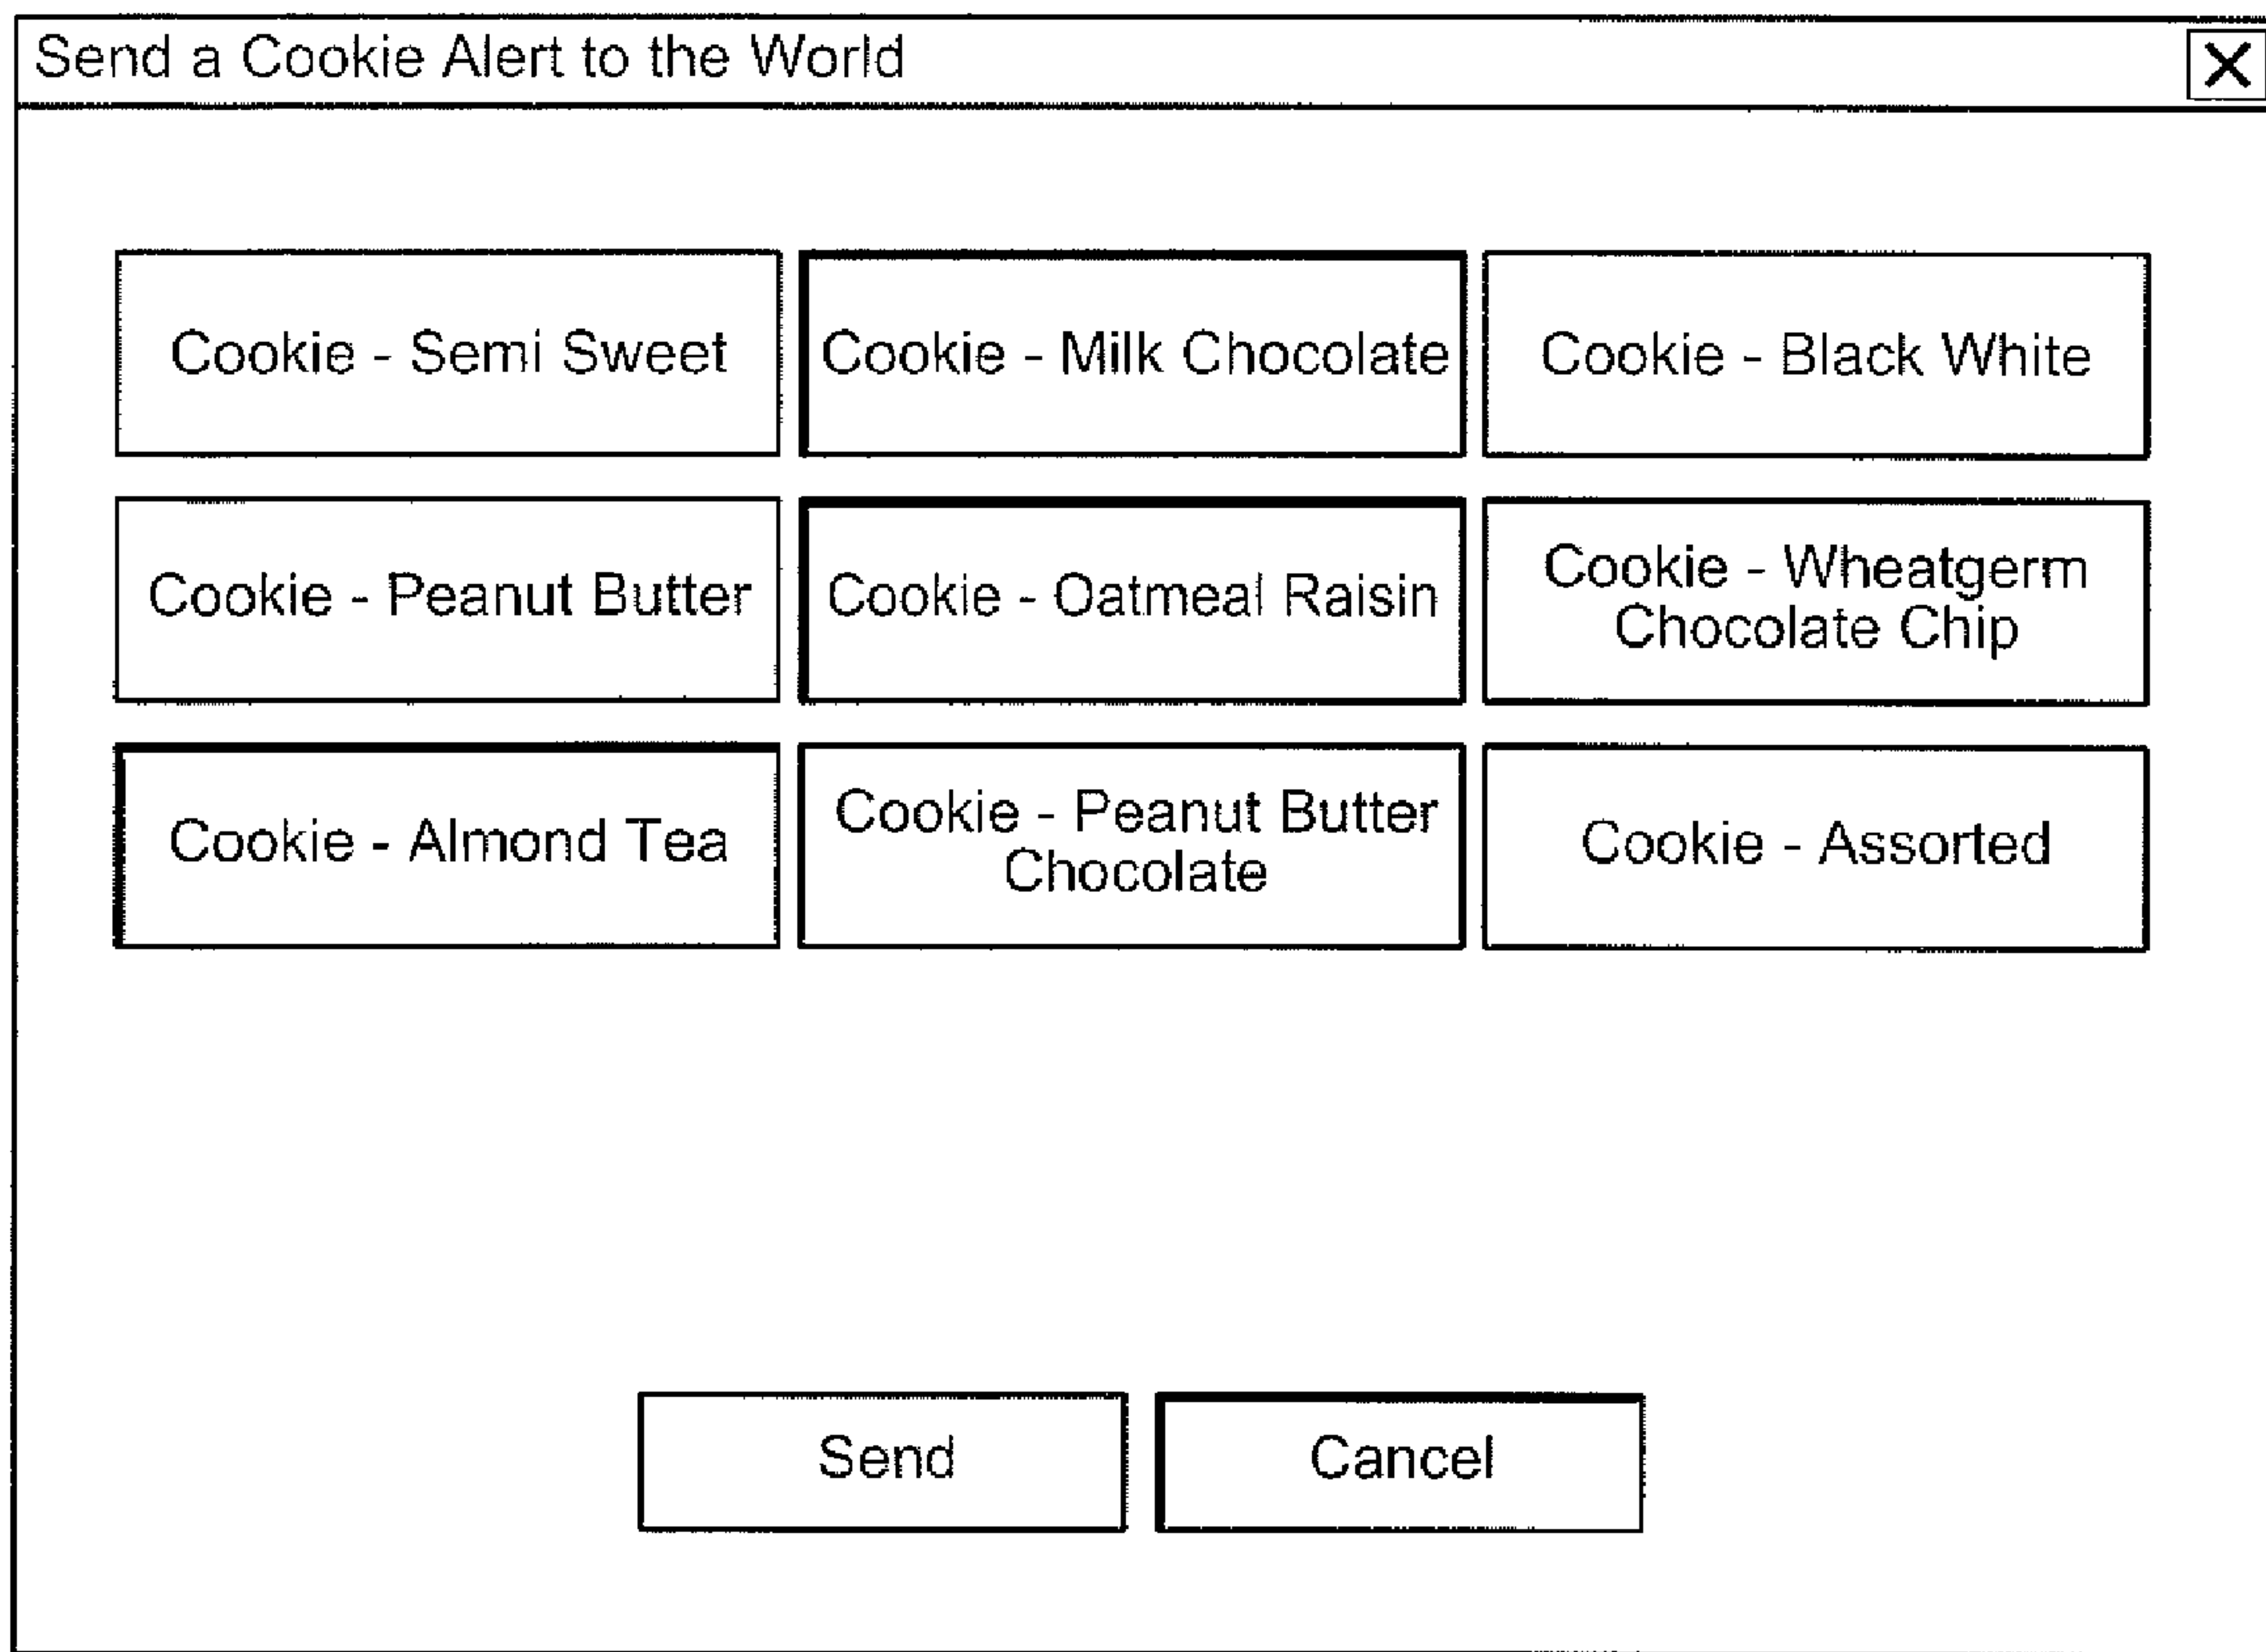 Send a Cookie Alert to the World X
Cookie - Semi Sweet
Cookie - Milk Chocolate
Cookie - Black White
Cookie - Peanut Butter
Cookie - Oatmeal Raisin
Cookie - Wheatgerm
Chocolate Chip
Cookie - Almond Tea
Cookie - Peanut Butter
Chocolate
Cookie - Assorted
Send
Cancel